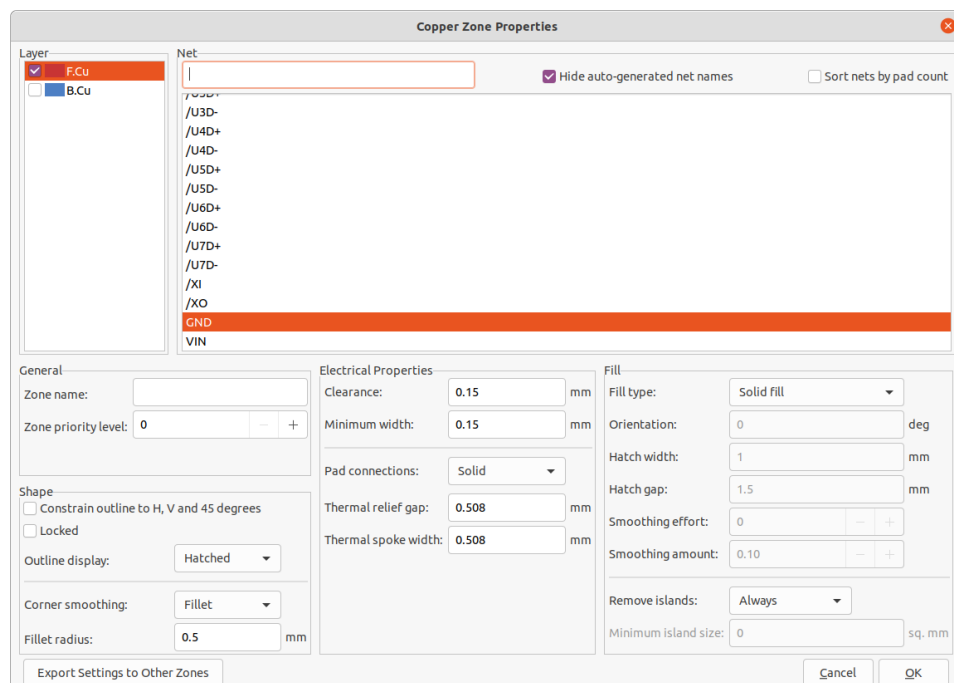 Copper Zone Properties
Layer
F.Cu
B.Cu
Net
Hide auto-generated net names
Sort nets by pad count
/U3D+
/U3D-
/U4D+
/U4D-
/U5D+
/U5D-
/U6D+
/U6D-
/U7D+
/U7D-
/XI
/XO
GND
VIN
General
Zone name:
Zone priority level: 0
Shape
Constrain outline to H, V and 45 degrees
Locked
Outline display: Hatched
Corner smoothing: Fillet
Fillet radius: 0.5 mm
Electrical Properties
Clearance: 0.15 mm
Minimum width: 0.15 mm
Pad connections: Solid
Thermal relief gap: 0.508 mm
Thermal spoke width: 0.508 mm
Fill
Fill type: Solid fill
Orientation: 0 deg
Hatch width: 1 mm
Hatch gap: 1.5 mm
Smoothing effort: 0
Smoothing amount: 0.10
Remove islands: Always
Minimum island size: 0 sq. mm
Export Settings to Other Zones
Cancel
OK